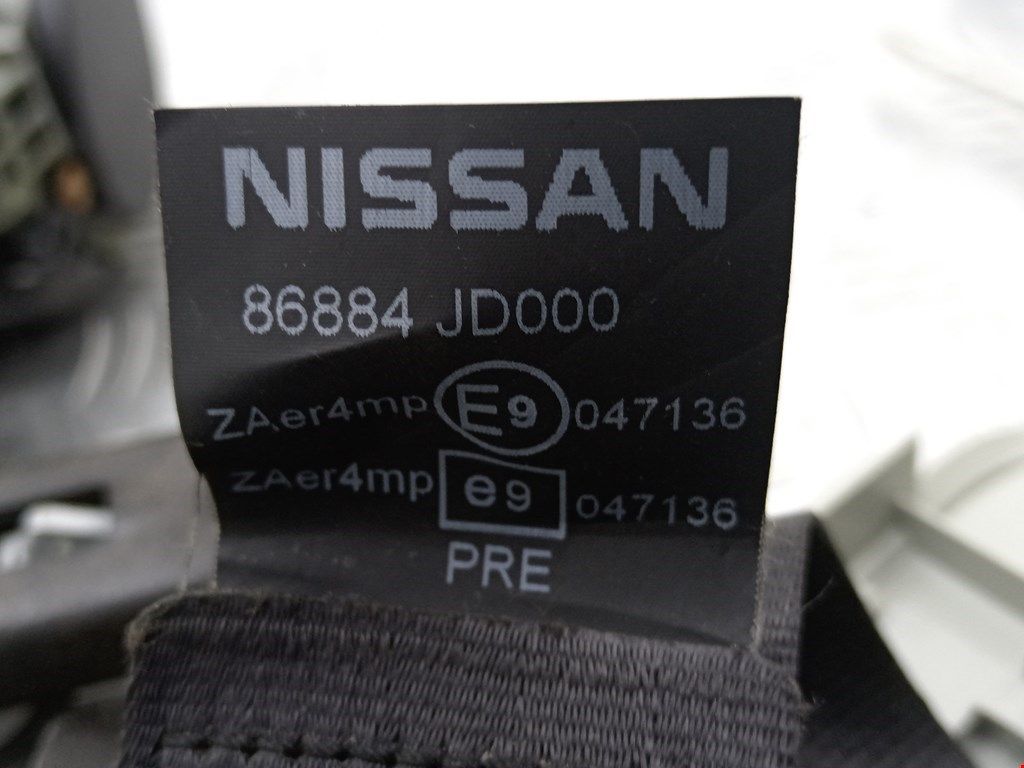 NISSAN
86884 JD000
ZAer4mp E9 047136
ZAer4mp e9 047136
PRE